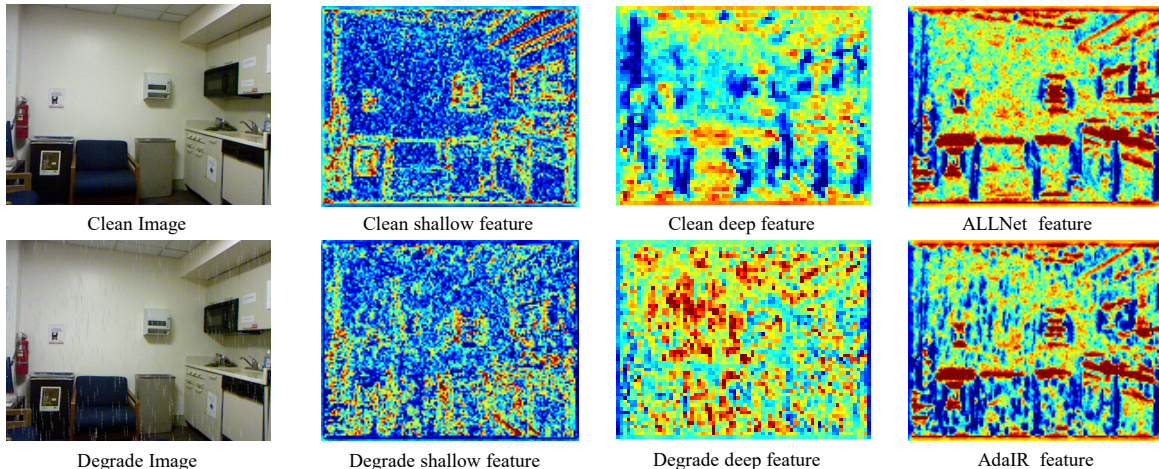 Clean Image
Clean shallow feature
Clean deep feature
ALLNet feature
Degrade Image
Degrade shallow feature
Degrade deep feature
AdaIR feature